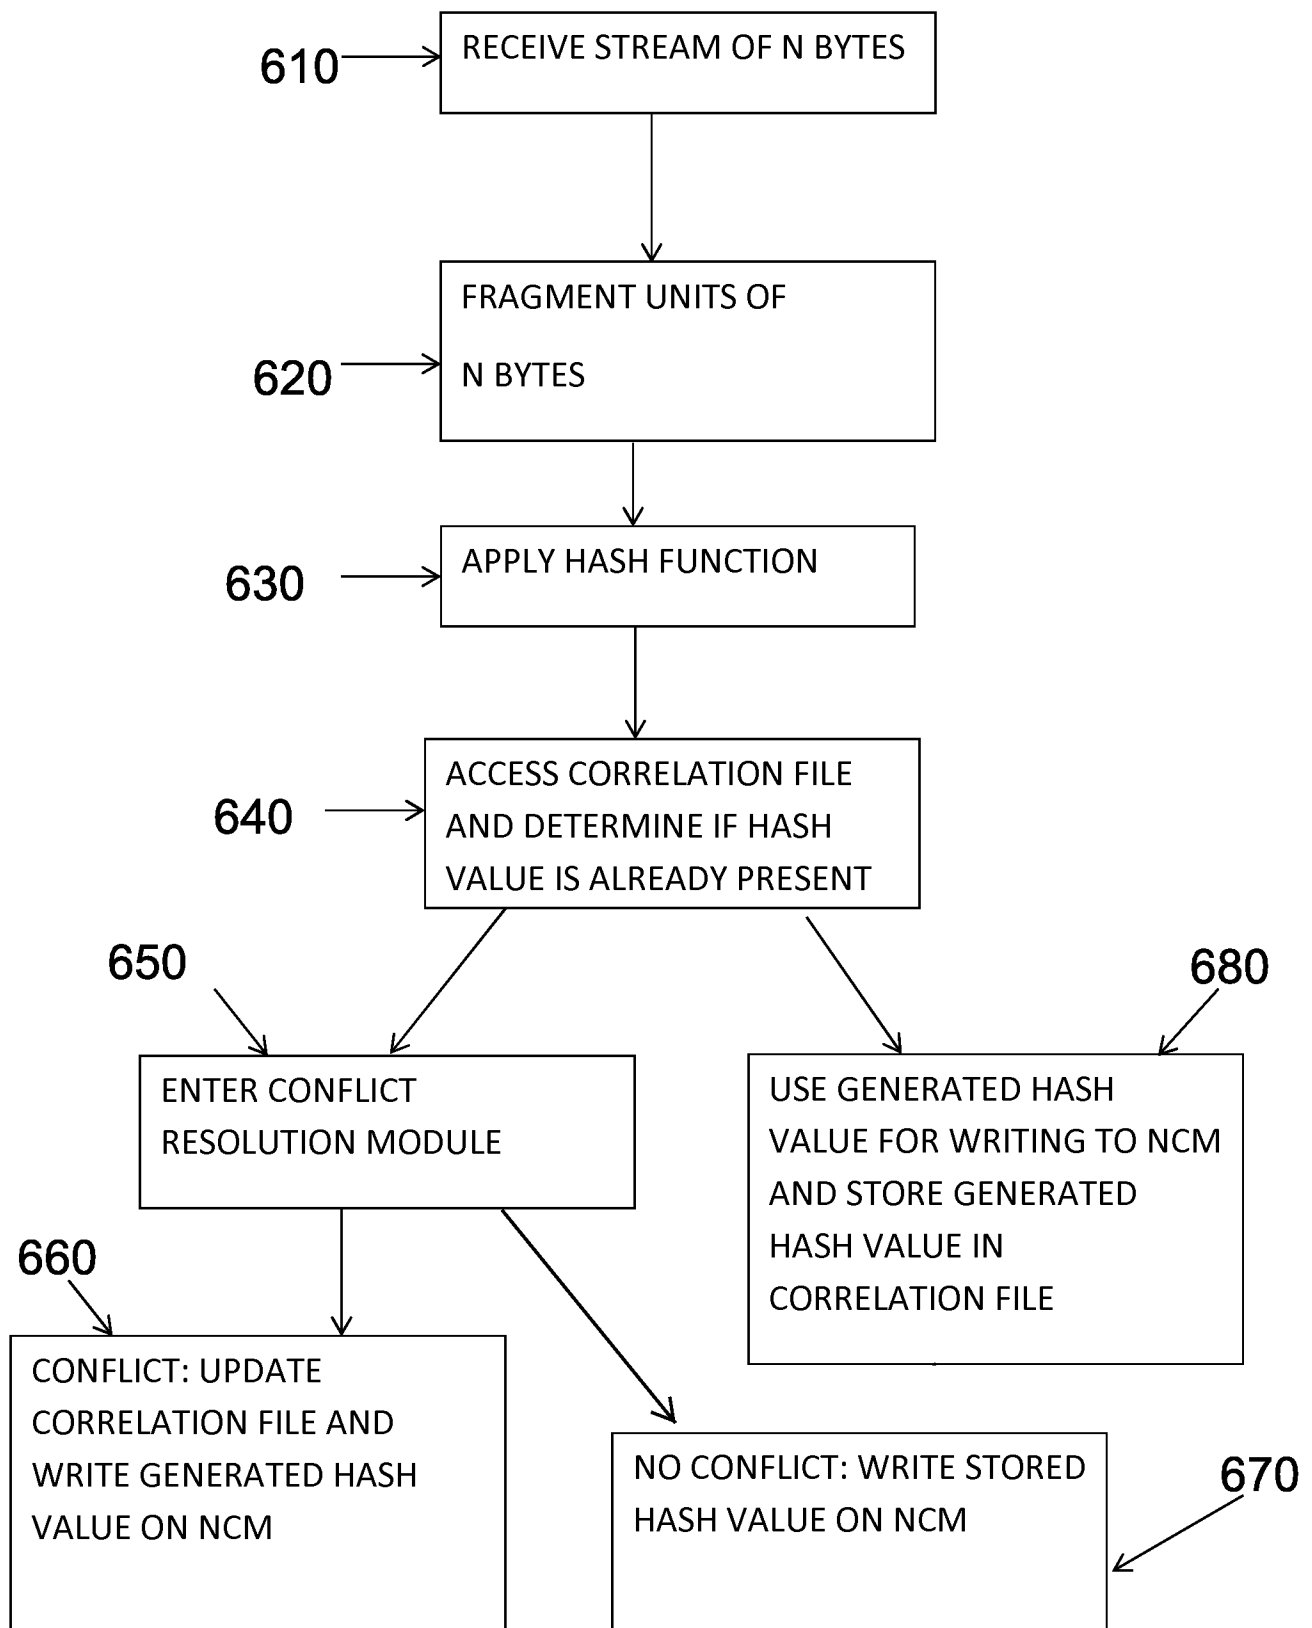 RECEIVE STREAM OF N BYTES
610
FRAGMENT UNITS OF
N BYTES
620
APPLY HASH FUNCTION
630
ACCESS CORRELATION FILE
AND DETERMINE IF HASH
VALUE IS ALREADY PRESENT
640
650
680
ENTER CONFLICT
RESOLUTION MODULE
USE GENERATED HASH
VALUE FOR WRITING TO NCM
AND STORE GENERATED
HASH VALUE IN
CORRELATION FILE
660
CONFLICT: UPDATE
CORRELATION FILE AND
WRITE GENERATED HASH
VALUE ON NCM
NO CONFLICT: WRITE STORED
HASH VALUE ON NCM
670